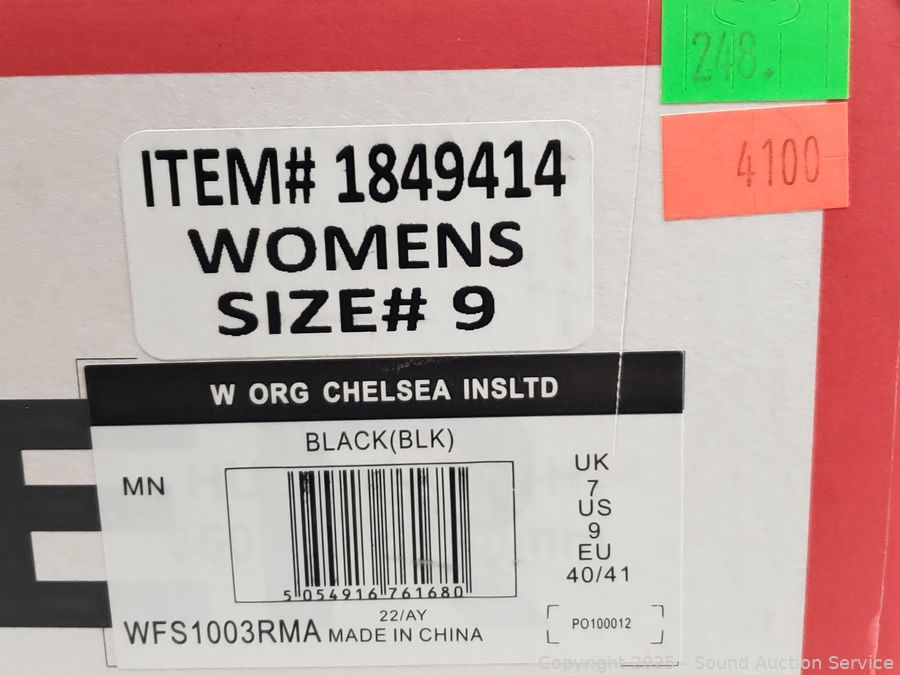 248.
4100
ITEM# 1849414
WOMENS
SIZE# 9
W ORG CHELSEA INSLTD
BLACK(BLK)
MN
UK
7
US
9
EU
40/41
5 054916 761680
22/AY
WFS1003RMA MADE IN CHINA
PO100012
E
Copyright 2025 - Sound Auction Service